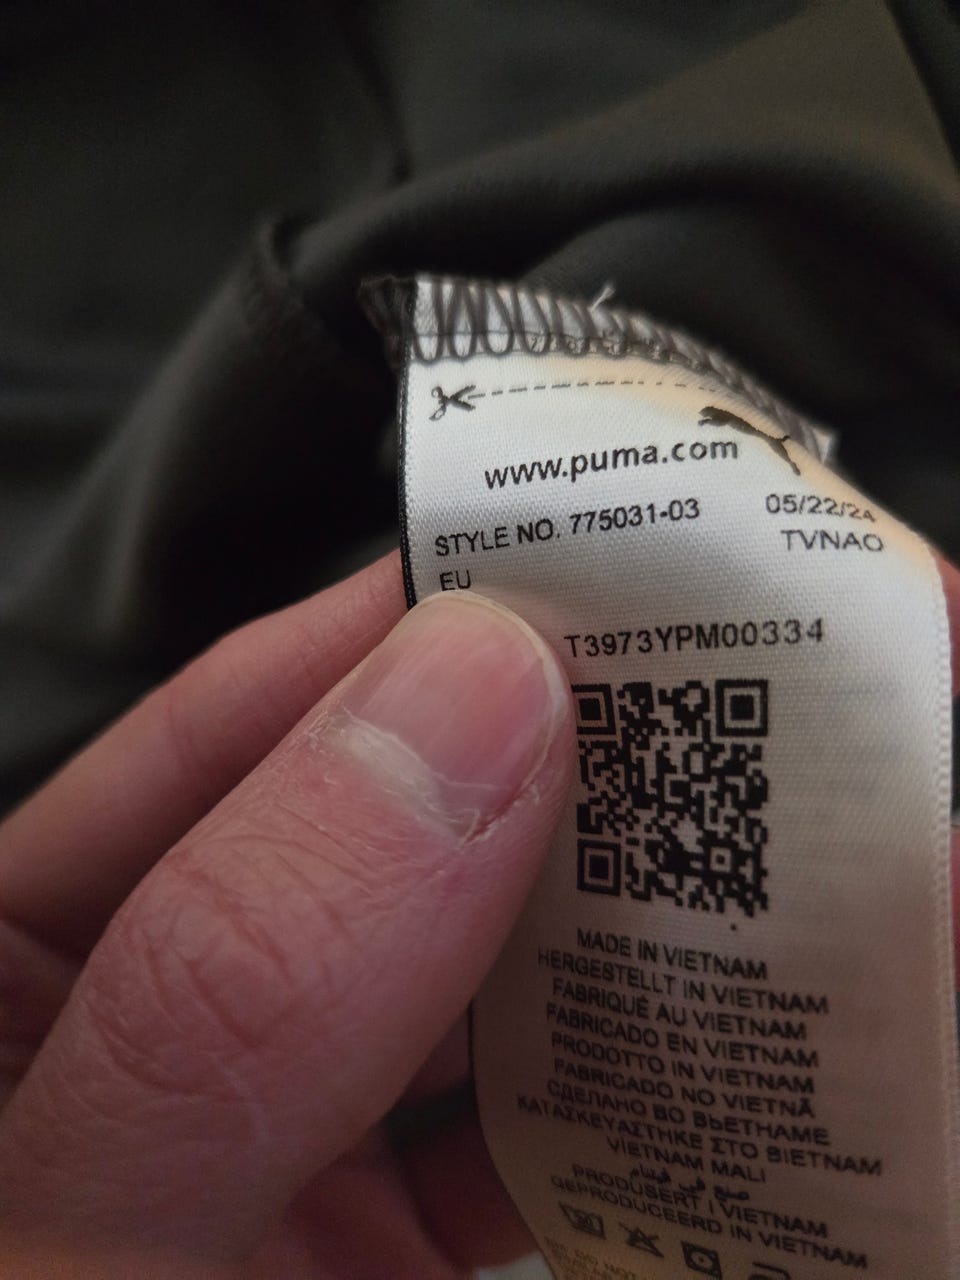 www.puma.com
STYLE NO. 775031-03 05/22/24
TVNAO
EU
T3973YPM00334
MADE IN VIETNAM
HERGESTELLT IN VIETNAM
FABRIQUÉ AU VIETNAM
FABRICADO EN VIETNAM
PRODOTTO IN VIETNAM
FABRICADO NO VIETNÃ
СДЕЛАНО ВО ВЬЕТНАМЕ
ΚΑΤΑΣΚΕΥΑΣΤΗΚΕ ΣΤΟ ΒΙΕΤΝΑΜ
VIETNAM MALI
صنع في فيتنام
PRODUSERT I VIETNAM
GEPRODUCEERD IN VIETNAM